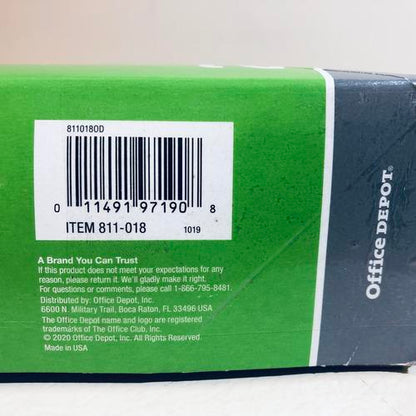 811018OD
0 11491 97190 8
ITEM 811-018 1019
A Brand You Can Trust
If this product does not meet your expectations for any
reason, please return it. We'll gladly make it right.
For questions or comments, please call 1-866-795-8481.
Distributed by: Office Depot, Inc.
6600 N. Military Trail, Boca Raton, FL 33496 USA
The Office Depot name and logo are registered
trademarks of The Office Club, Inc.
© 2020 Office Depot, Inc. All Rights Reserved.
Made in USA
Office DEPOT®